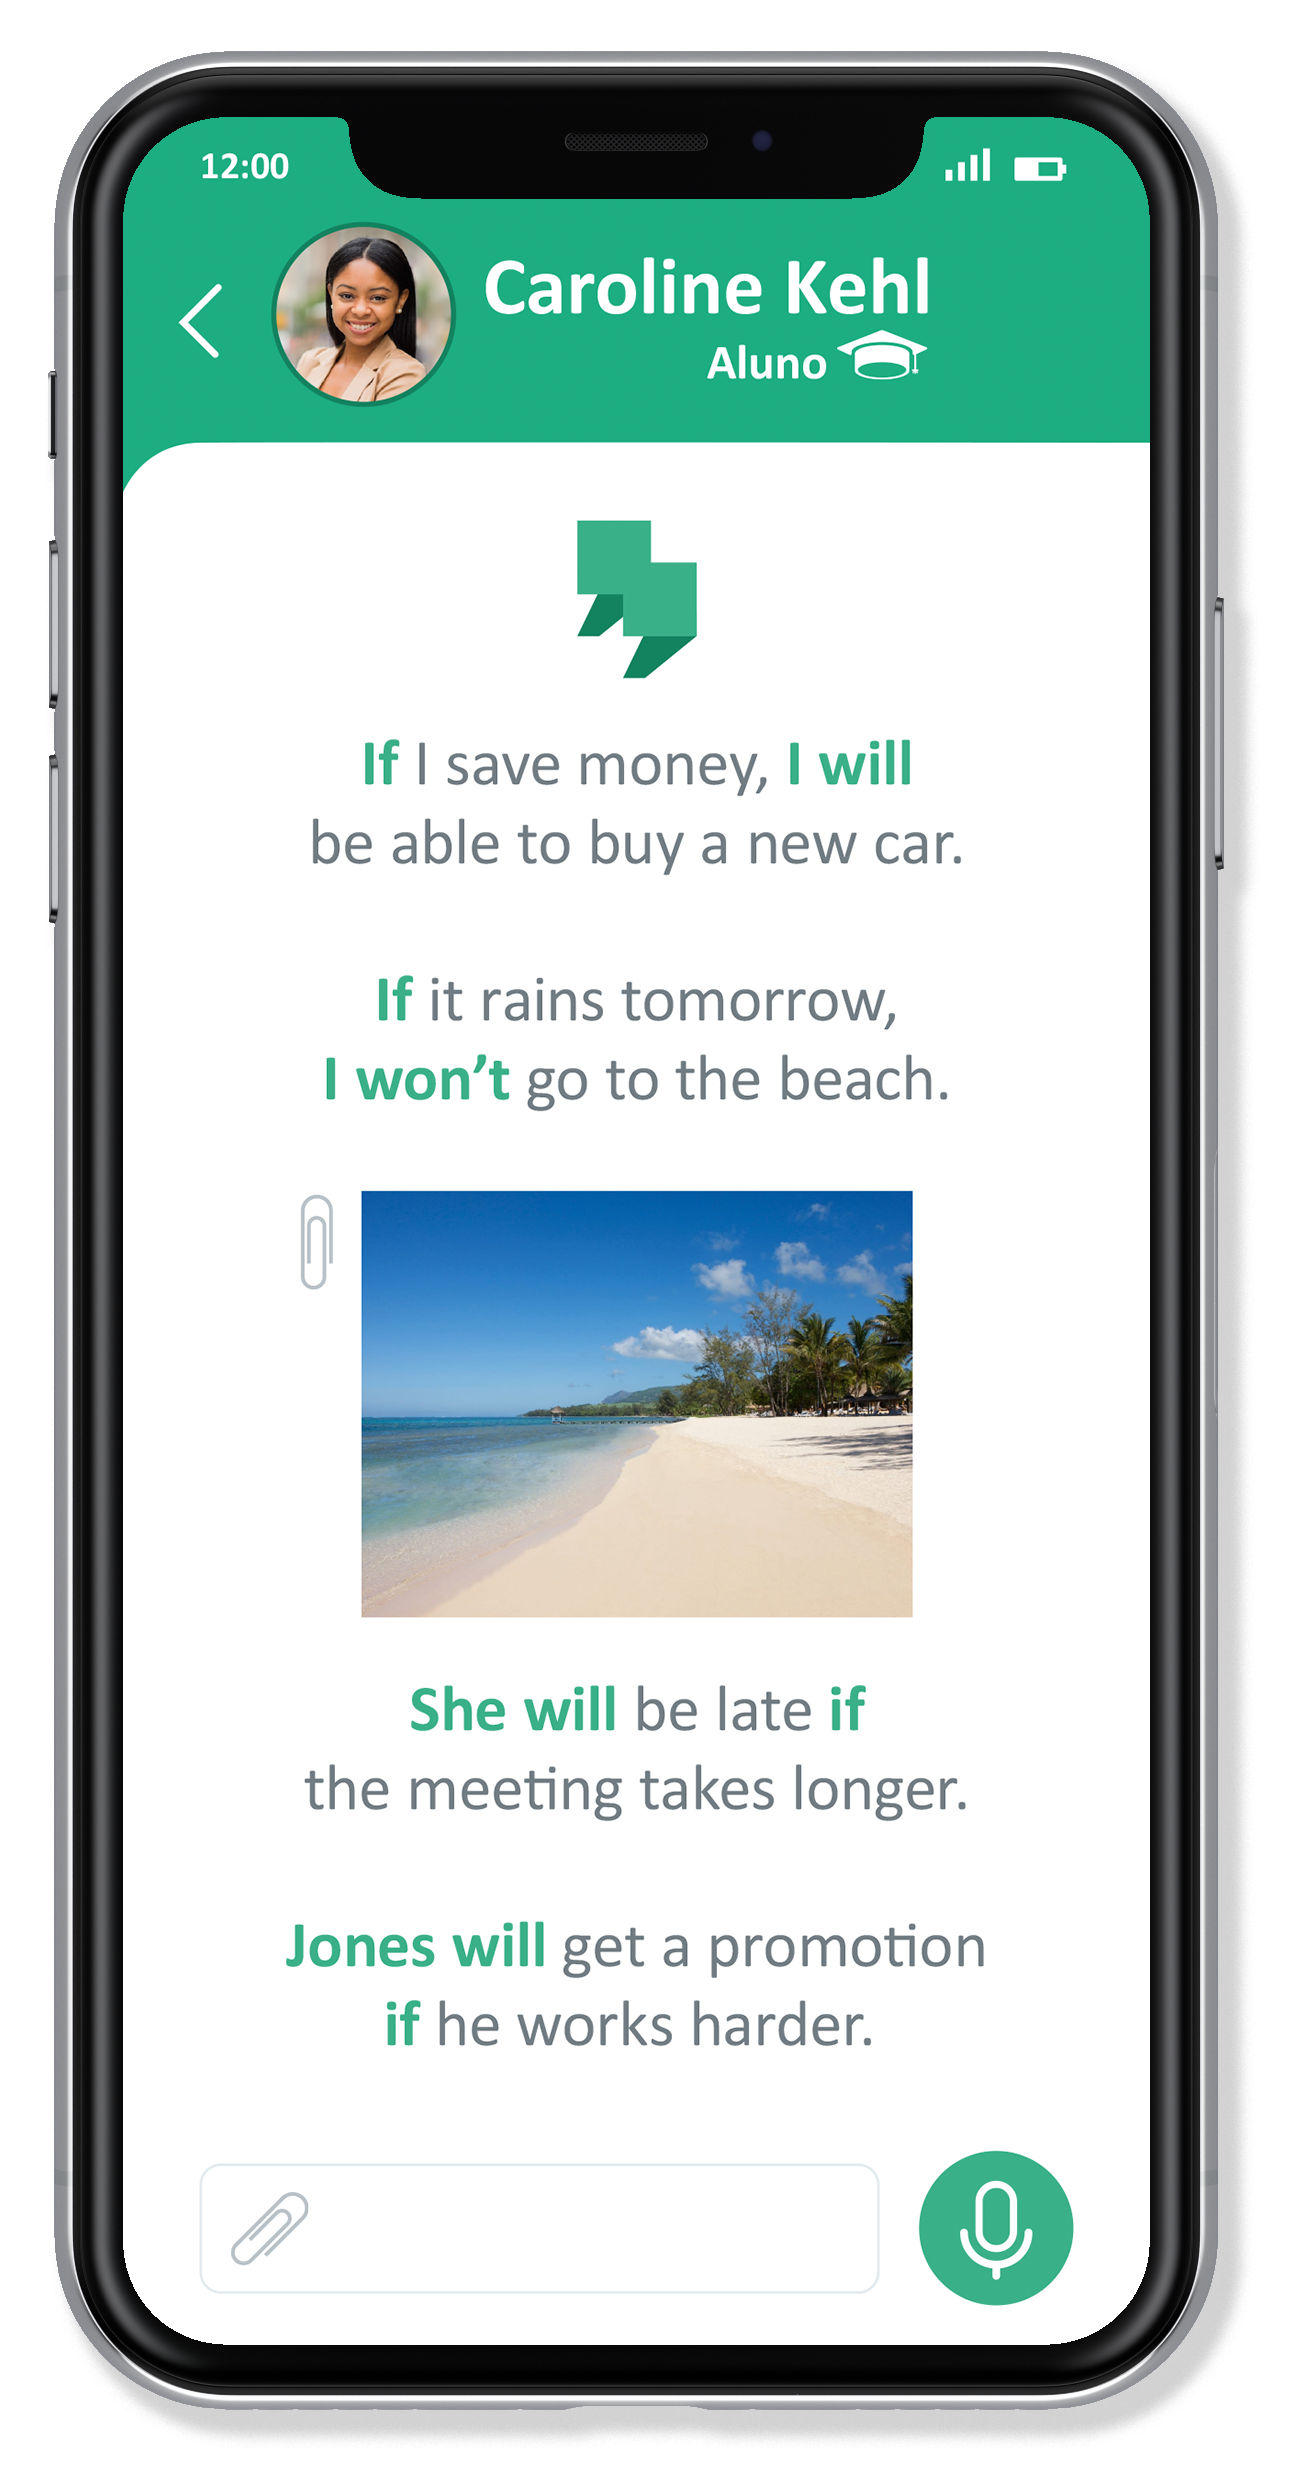 12:00
Caroline Kehl
Aluno
If I save money, I will
be able to buy a new car.
If it rains tomorrow,
I won’t go to the beach.
She will be late if
the meeting takes longer.
Jones will get a promotion
if he works harder.